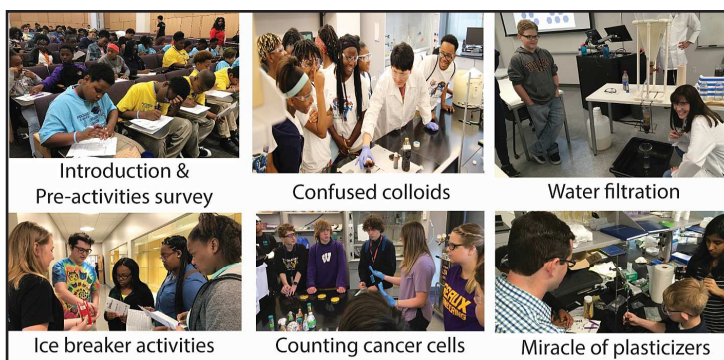 Introduction &
Pre-activities survey
Confused colloids
Water filtration
Ice breaker activities
Counting cancer cells
Miracle of plasticizers